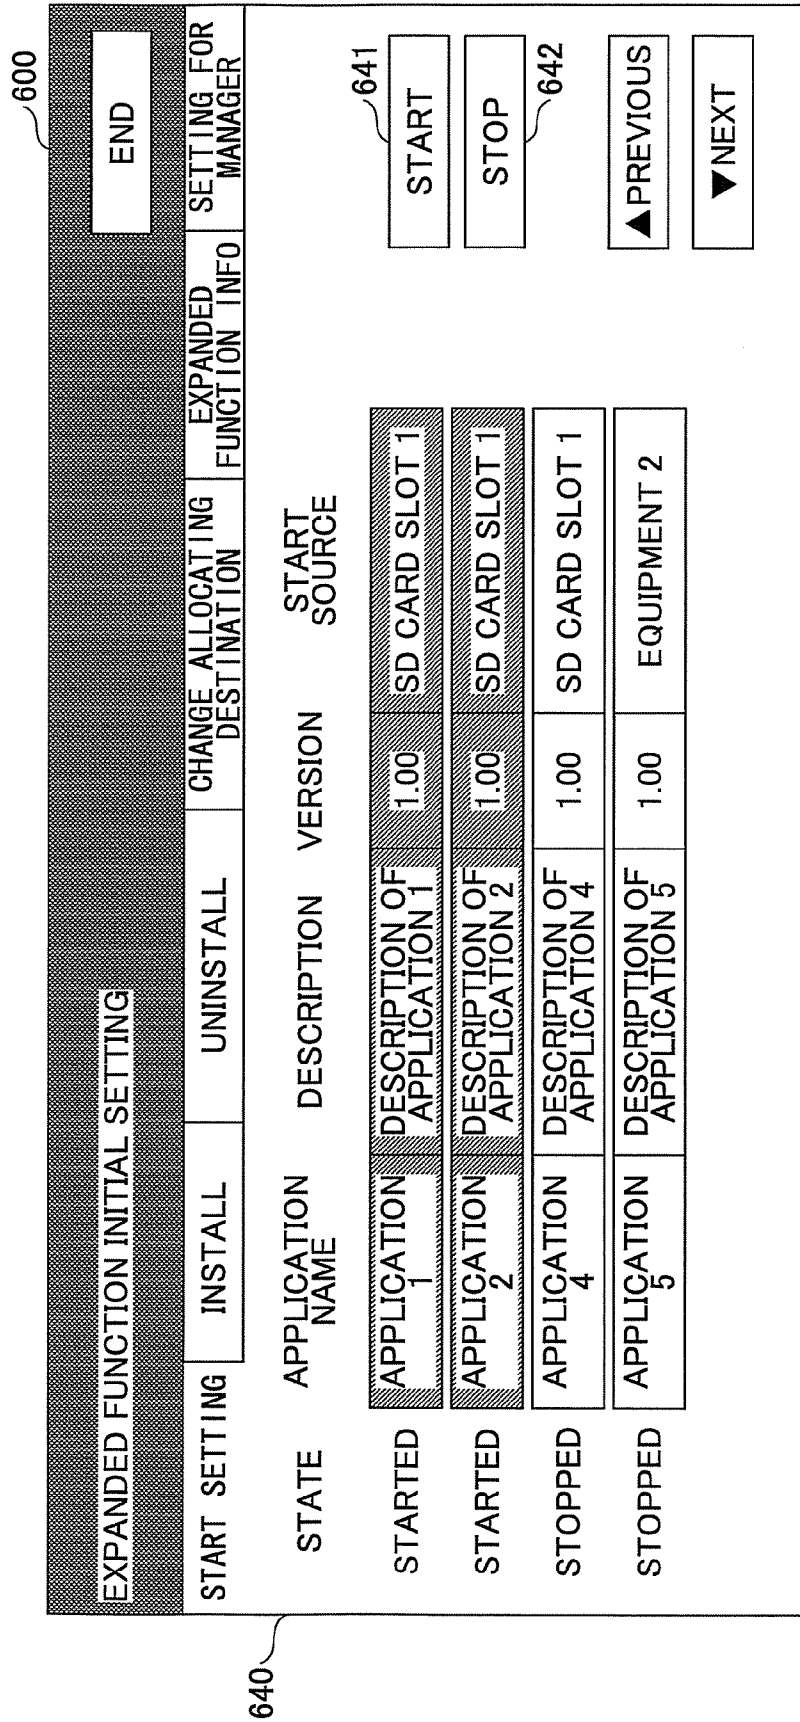 600
EXPANDED FUNCTION INITIAL SETTING
END
START SETTING
INSTALL
UNINSTALL
CHANGE ALLOCATING
DESTINATION
EXPANDED
FUNCTION INFO
SETTING FOR
MANAGER
640
STATE
APPLICATION
NAME
DESCRIPTION
VERSION
START
SOURCE
641
STARTED
APPLICATION
1
DESCRIPTION OF
APPLICATION 1
1.00
SD CARD SLOT 1
START
STARTED
APPLICATION
2
DESCRIPTION OF
APPLICATION 2
1.00
SD CARD SLOT 1
STOP
642
STOPPED
APPLICATION
4
DESCRIPTION OF
APPLICATION 4
1.00
SD CARD SLOT 1
STOPPED
APPLICATION
5
DESCRIPTION OF
APPLICATION 5
1.00
EQUIPMENT 2
▲PREVIOUS
▼NEXT